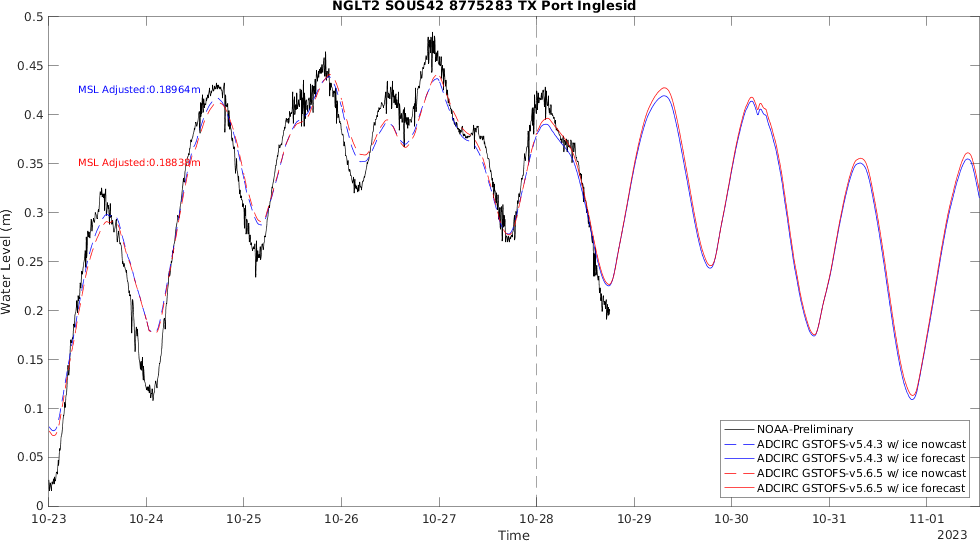 NGLT2 SOUS42 8775283 TX Port Inglesid
0.5
0.45
0.4
0.35
0.3
0.25
0.2
0.15
0.1
0.05
0
Water Level (m)
MSL Adjusted:0.18964m
MSL Adjusted:0.18838m
NOAA-Preliminary
ADCIRC GSTOFS-v5.4.3 w/ ice nowcast
ADCIRC GSTOFS-v5.4.3 w/ ice forecast
ADCIRC GSTOFS-v5.6.5 w/ ice nowcast
ADCIRC GSTOFS-v5.6.5 w/ ice forecast
10-23 10-24 10-25 10-26 10-27 10-28 10-29 10-30 10-31 11-01
Time
2023